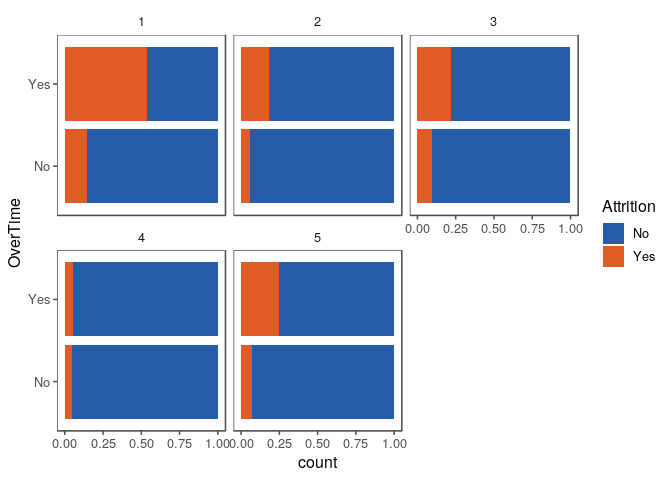 1 2 3
Yes
No
0.00 0.25 0.50 0.75 1.00
OverTime
Attrition
No
Yes
4 5
Yes
No
0.00 0.25 0.50 0.75 1.00 0.00 0.25 0.50 0.75 1.00
count